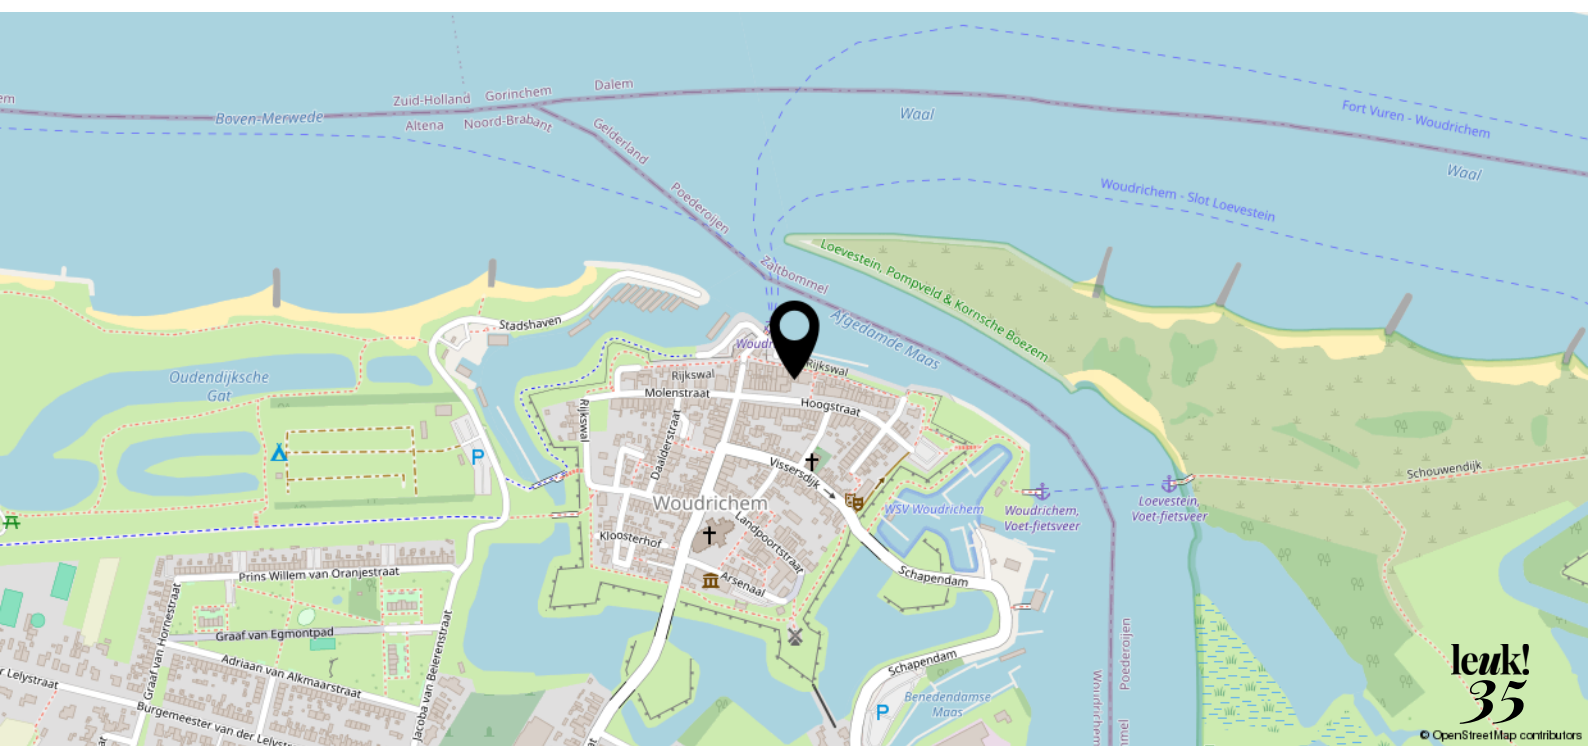 em
Zuid-Holland
Gorinchem
Dalem
Boven-Merwede
Altena
Noord-Brabant
Gelderland
Poederoijen
Zaltbommel
Waal
Fort Vuren - Woudrichem
Waal
Woudrichem - Slot Loevestein
Loevestein, Pompveld & Kornsche Boezem
Afgedamde Maas
Stadshaven
Oudendijksche
Gat
Rijkswal
Rijkswal
Molenstraat
Hoogstraat
Rijkswal
Daalderstraat
P
Vissersdijk
Woudrichem
WSV Woudrichem
Woudrichem,
Voet-fietsveer
Loevestein,
Voet-fietsveer
Schouwendijk
Kloosterhof
Landpoortstraat
Arsenaal
Schapendam
Prins Willem van Oranjestraat
Graaf van Hornestraat
Graaf van Egmontpad
Adriaan van Alkmaarstraat
Jacoba van Beierenstraat
r Lelystraat
Burgemeester van der Lelystr
Schapendam
Benedendamse
Maas
P
Poederoijen
Woudrichem
mmel
leuk!
35
© OpenStreetMap contributors